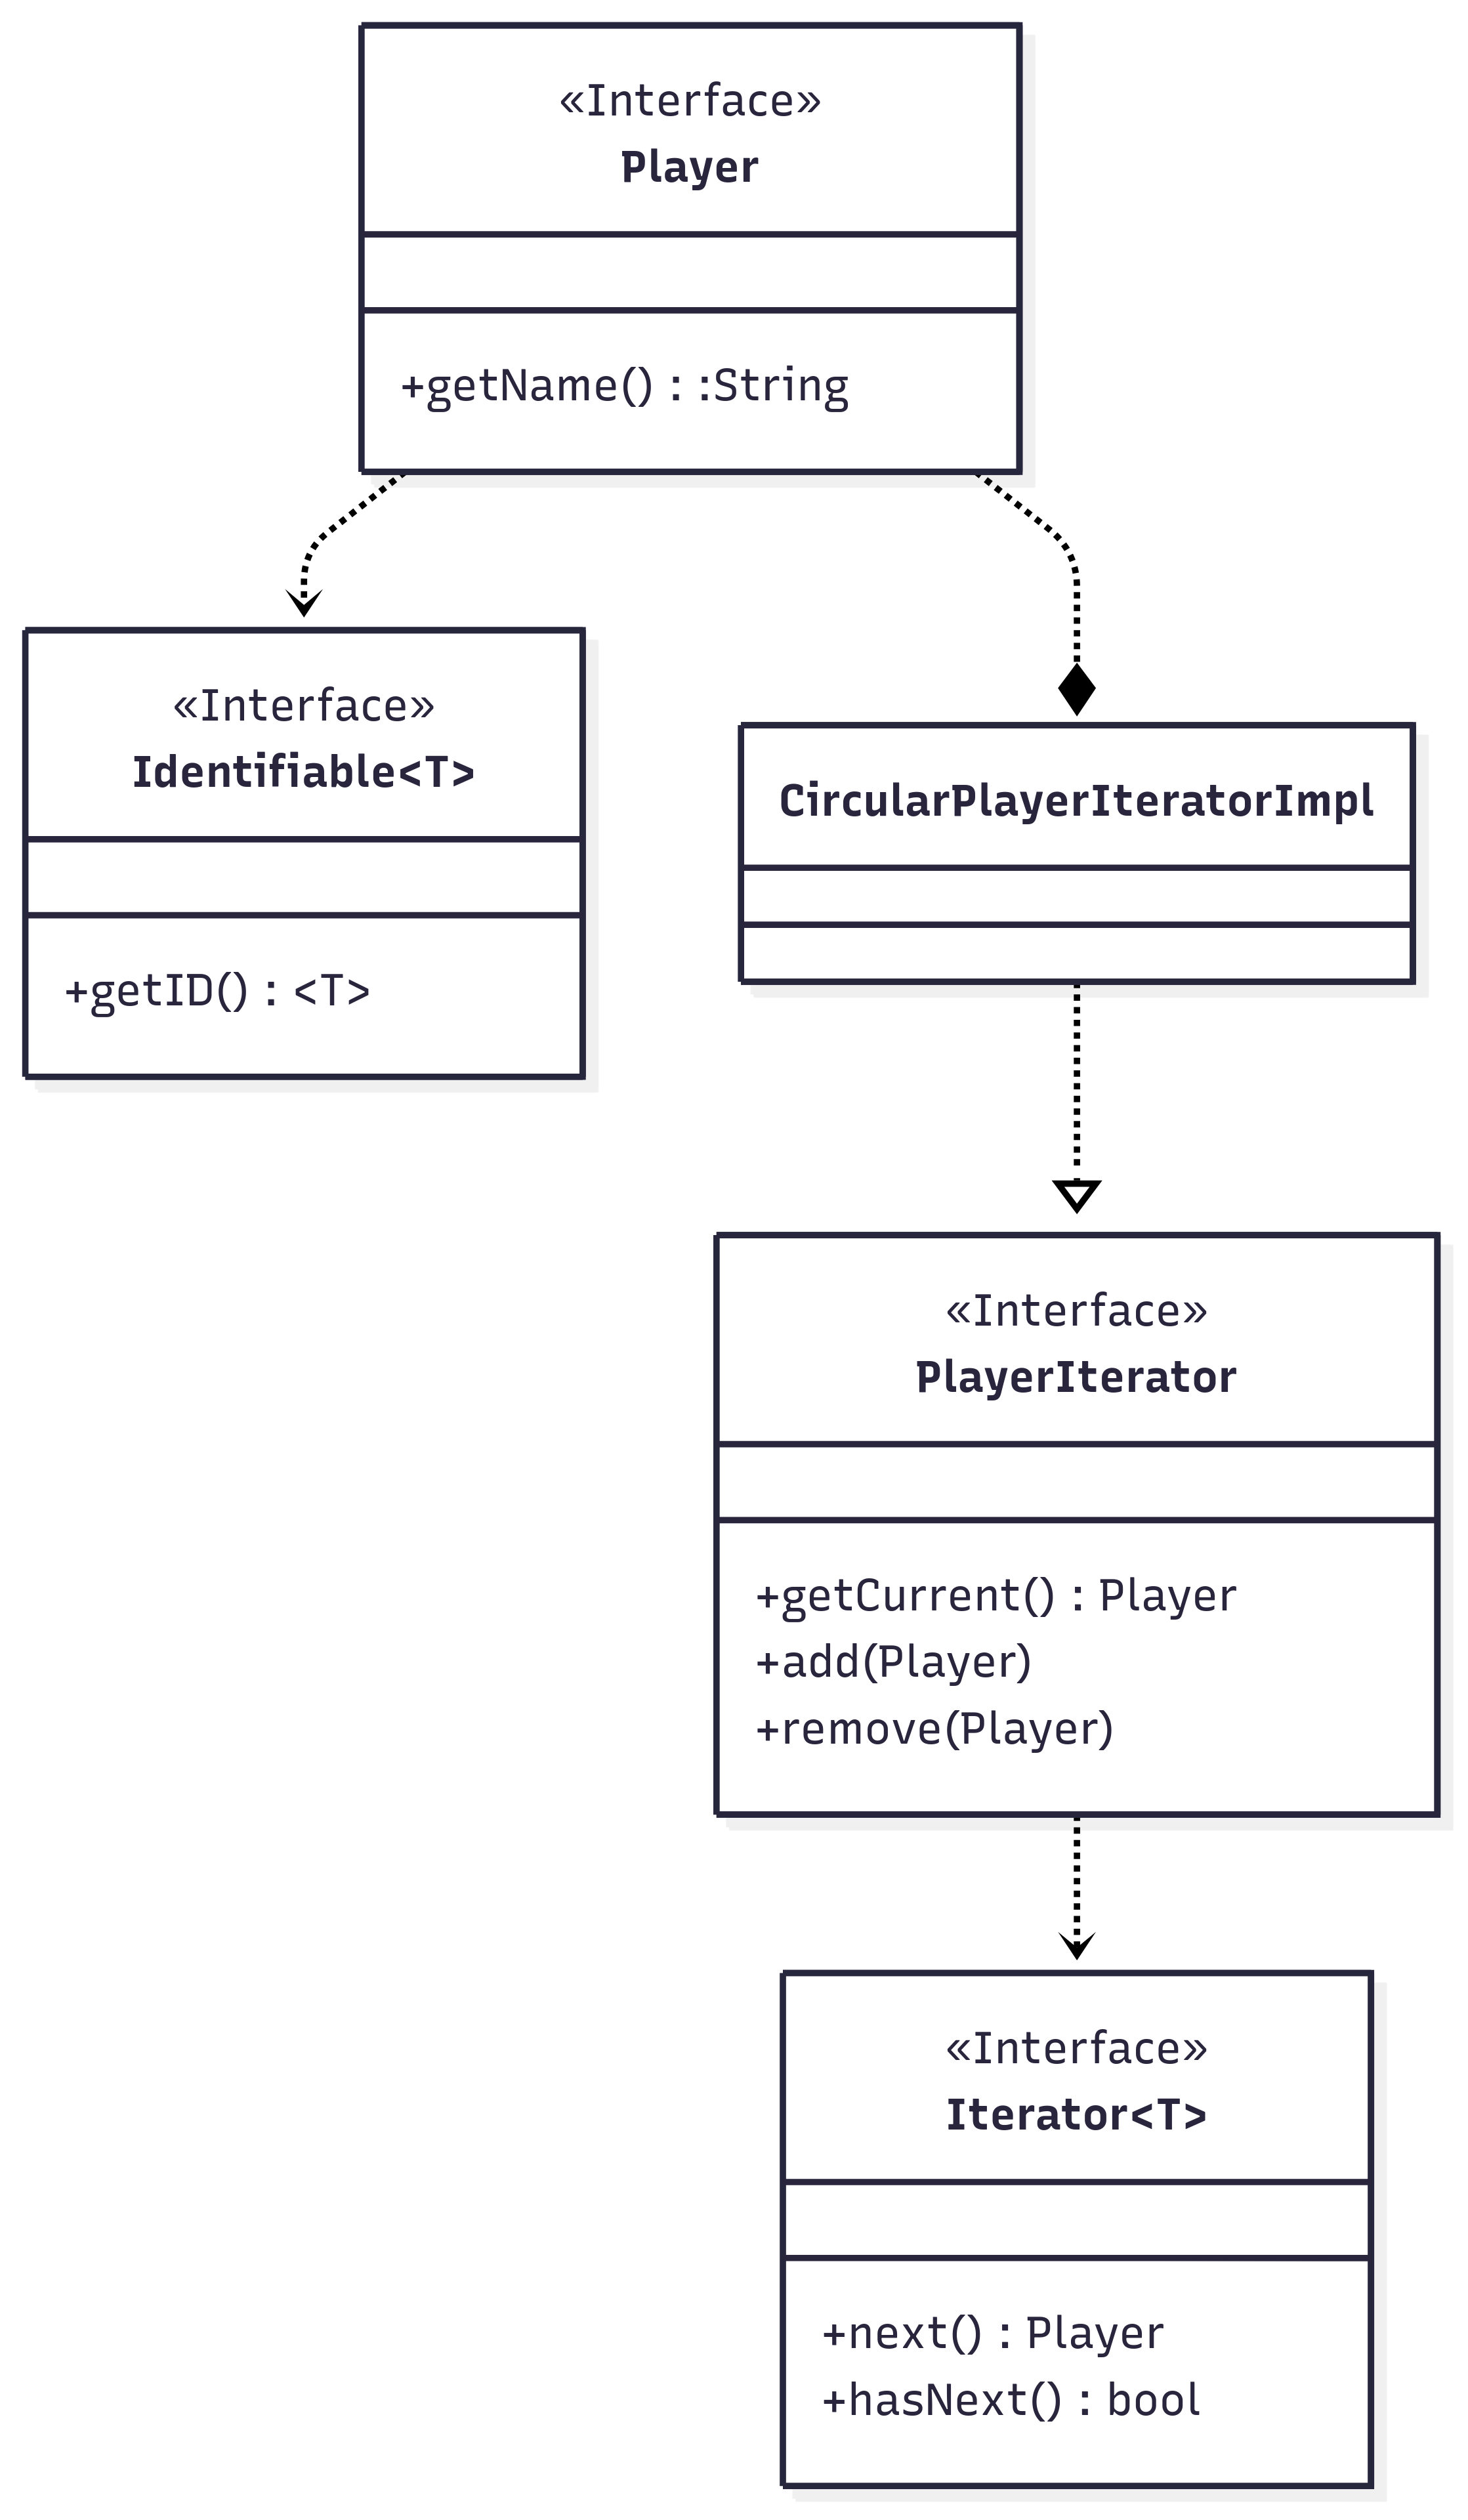 «Interface»
Player
+getName() : :String
«Interface»
Identifiable<T>
+getID() : <T>
CircularPlayerIteratorImpl
«Interface»
PlayerIterator
+getCurrent() : Player
+add(Player)
+remove(Player)
«Interface»
Iterator<T>
+next() : Player
+hasNext() : bool